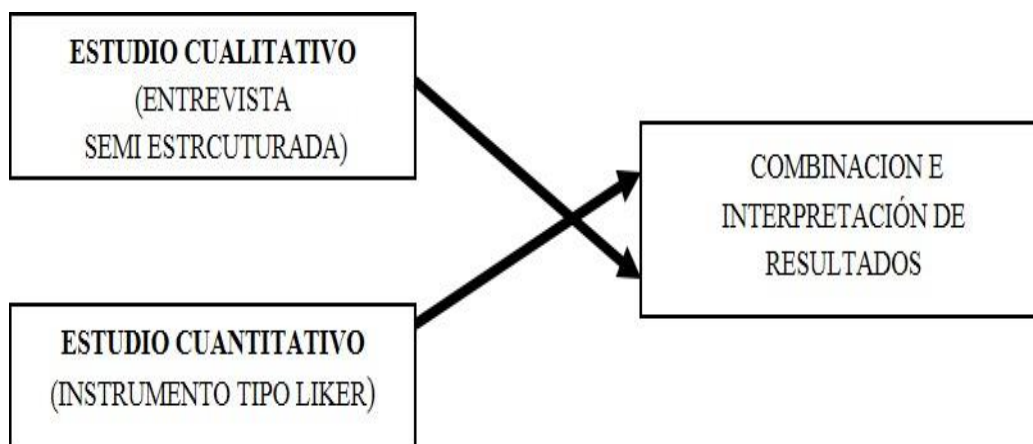 ESTUDIO CUALITATIVO
(ENTREVISTA
SEMI ESTRCUTURADA)
COMBINACION E
INTERPRETACIÓN DE
RESULTADOS
ESTUDIO CUANTITATIVO
(INSTRUMENTO TIPO LIKER)